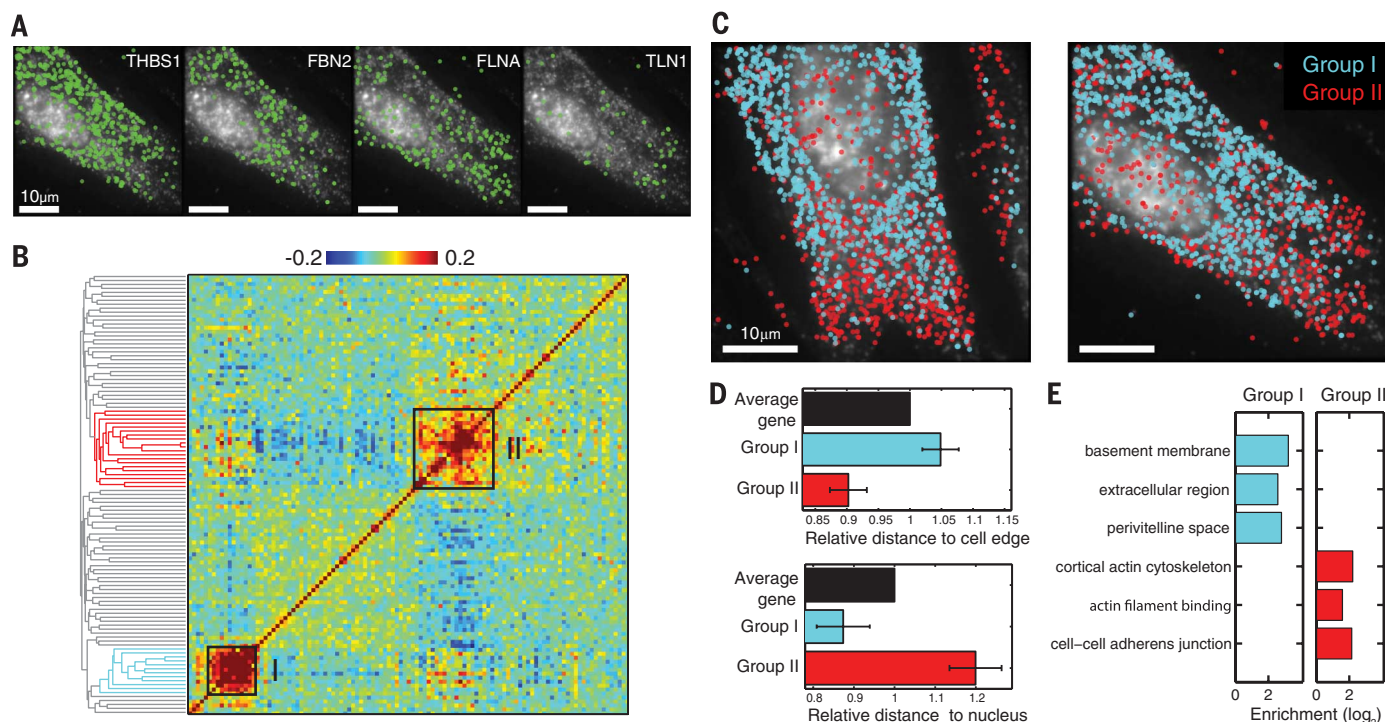 A
THBS1
FBN2
FLNA
TLN1
10µm
B
-0.2
0.2
II
I
C
Group I
Group II
10µm
D
Average
gene
Group I
Group II
0.85 0.9 0.95 1 1.05 1.1 1.15
Relative distance to cell edge
Average
gene
Group I
Group II
0.8 0.9 1 1.1 1.2
Relative distance to nucleus
E
Group I Group II
basement membrane
extracellular region
perivitelline space
cortical actin cytoskeleton
actin filament binding
cell–cell adherens junction
0 2 0 2
Enrichment (log